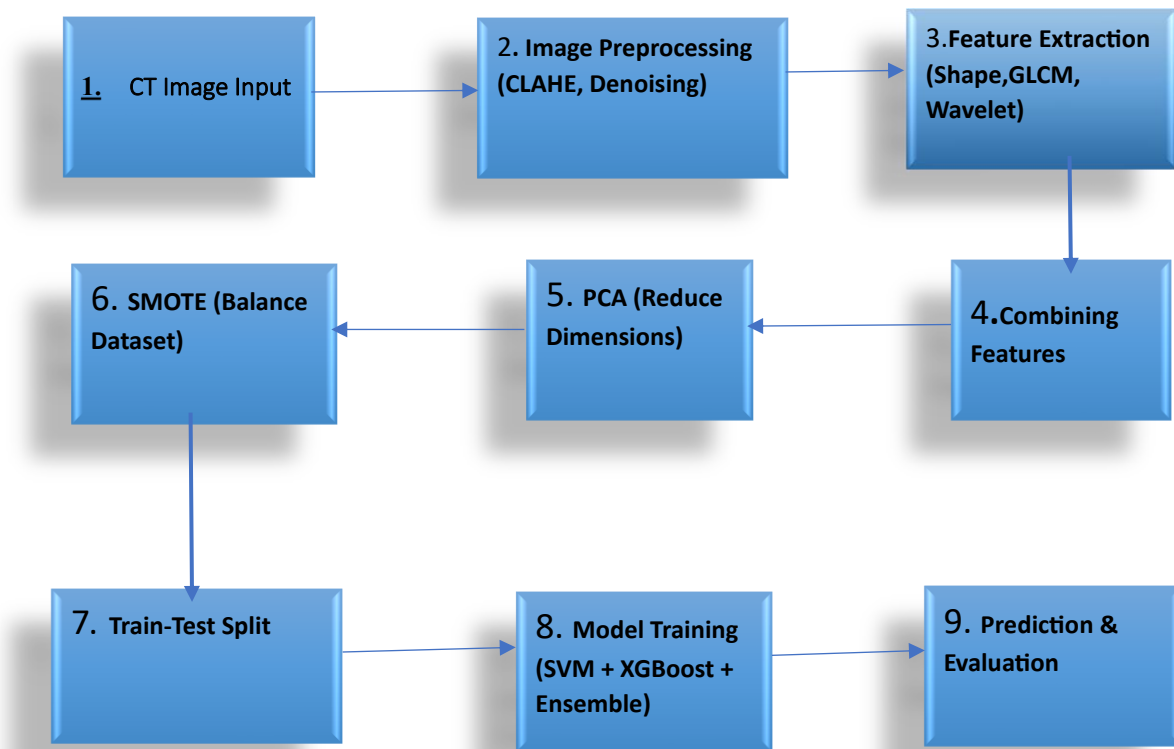 1. CT Image Input
2. Image Preprocessing
(CLAHE, Denoising)
3.Feature Extraction
(Shape,GLCM,
Wavelet)
4.Combining
Features
5. PCA (Reduce
Dimensions)
6. SMOTE (Balance
Dataset)
7. Train-Test Split
8. Model Training
(SVM + XGBoost +
Ensemble)
9. Prediction &
Evaluation